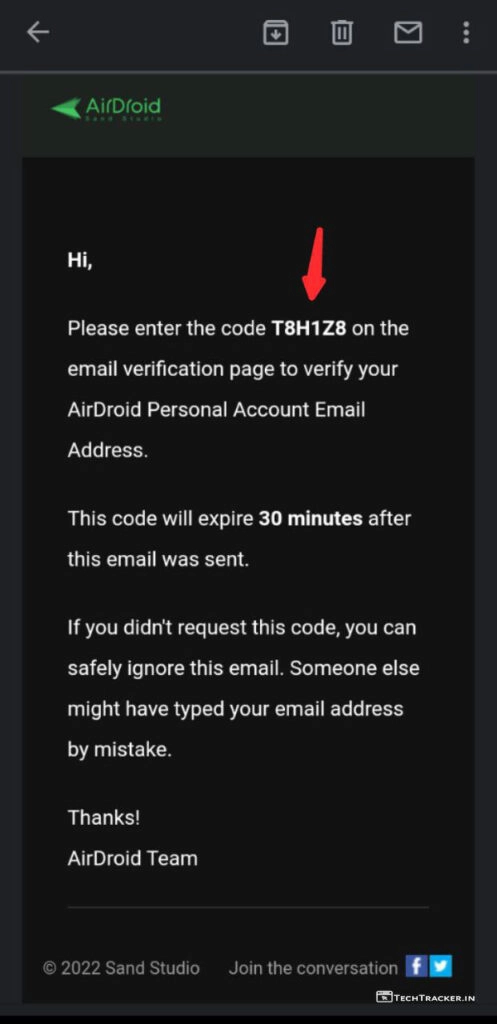 AirDroid
Sand Studio
Hi,
Please enter the code T8H1Z8 on the
email verification page to verify your
AirDroid Personal Account Email
Address.
This code will expire 30 minutes after
this email was sent.
If you didn't request this code, you can
safely ignore this email. Someone else
might have typed your email address
by mistake.
Thanks!
AirDroid Team
© 2022 Sand Studio Join the conversation f
TECHTRACKER.IN